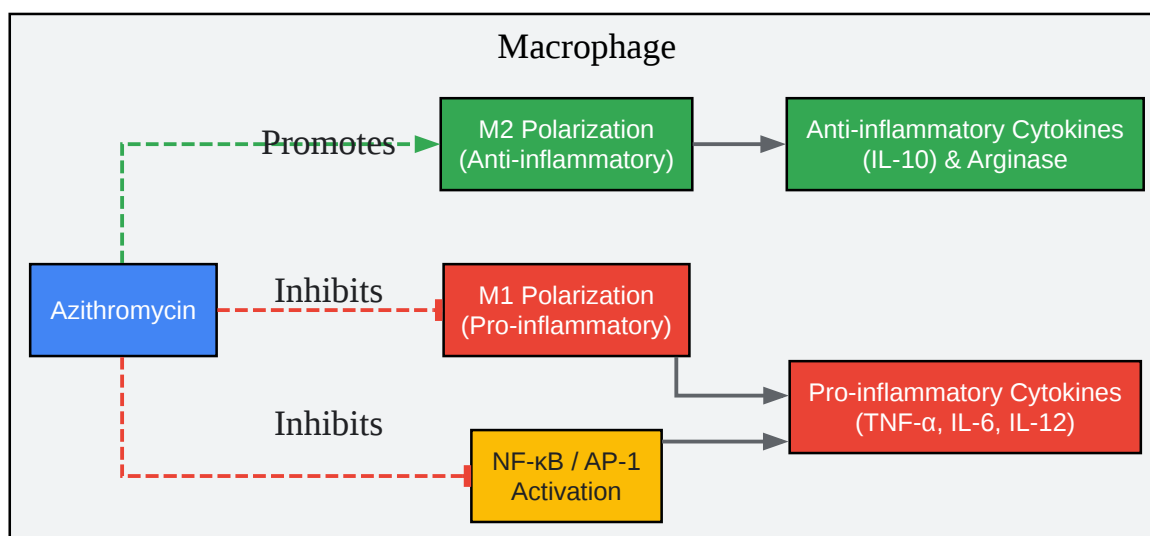 Macrophage
Promotes
M2 Polarization
(Anti-inflammatory)
Anti-inflammatory Cytokines
(IL-10) & Arginase
Azithromycin
Inhibits
M1 Polarization
(Pro-inflammatory)
Pro-inflammatory Cytokines
(TNF-α, IL-6, IL-12)
Inhibits
NF-κB / AP-1
Activation